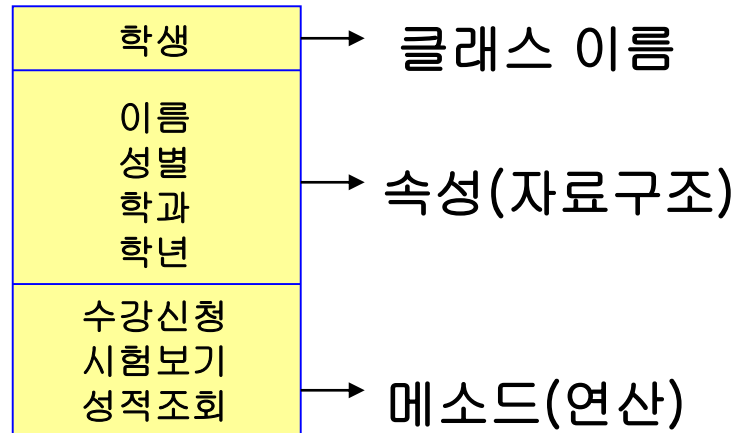 학생
클래스 이름
이름
성별
학과
학년
속성(자료구조)
수강신청
시험보기
성적조회
메소드(연산)